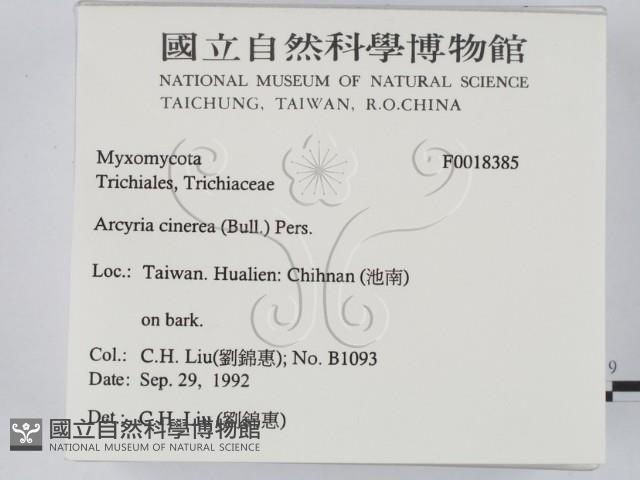 國立自然科學博物館
NATIONAL MUSEUM OF NATURAL SCIENCE
TAICHUNG, TAIWAN, R.O.CHINA
Myxomycota F0018385
Trichiales, Trichiaceae
Arcyria cinerea (Bull.) Pers.
Loc.: Taiwan. Hualien: Chihnan (池南)
on bark.
Col.: C.H. Liu(劉錦惠); No. B1093
Date: Sep. 29, 1992
Det.: C.H. Liu (劉錦惠)
國立自然科學博物館
NATIONAL MUSEUM OF NATURAL SCIENCE
9